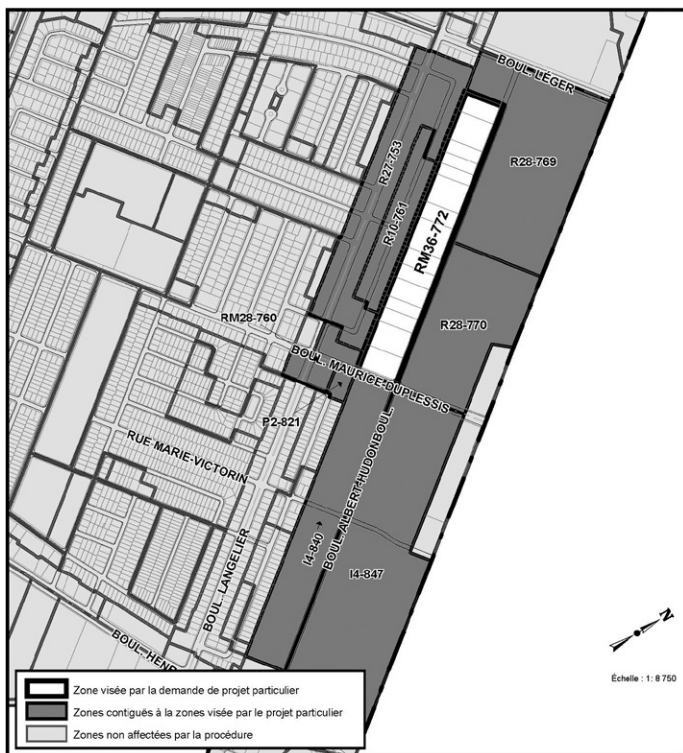 BOUL. LÉGER
R28-769
R27-753
R10-761
RM36-772
R28-770
RM28-760
BOUL. MAURICE-DUPLESSIS
P2-821
RUE MARIE-VICTORIN
BOUL. ALBERT-HUDONBOUL.
I4-840
BOUL. LANGELIER
I4-847
BOUL. HENR
N
Échelle : 1: 8 750
Zone visée par la demande de projet particulier
Zones contiguës à la zones visée par le projet particulier
Zones non affectées par la procédure